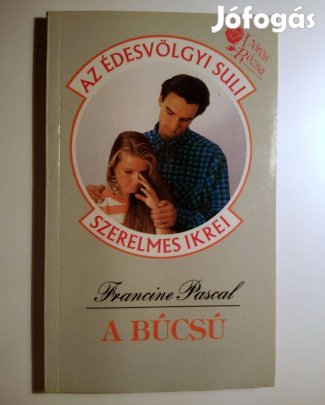 Jófogás
Vörös
Rózsa
AZ ÉDESVÖLGYI SULI
SZERELMES IKREI
Francine Pascal
A BÚCSÚ